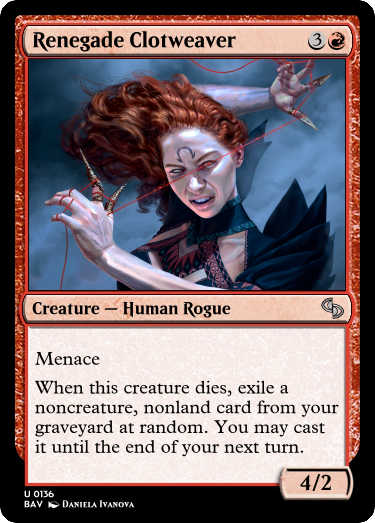 Renegade Clotweaver 3
Creature — Human Rogue
Menace
When this creature dies, exile a
noncreature, nonland card from your
graveyard at random. You may cast
it until the end of your next turn.
4/2
U 0136
BAV Daniela Ivanova